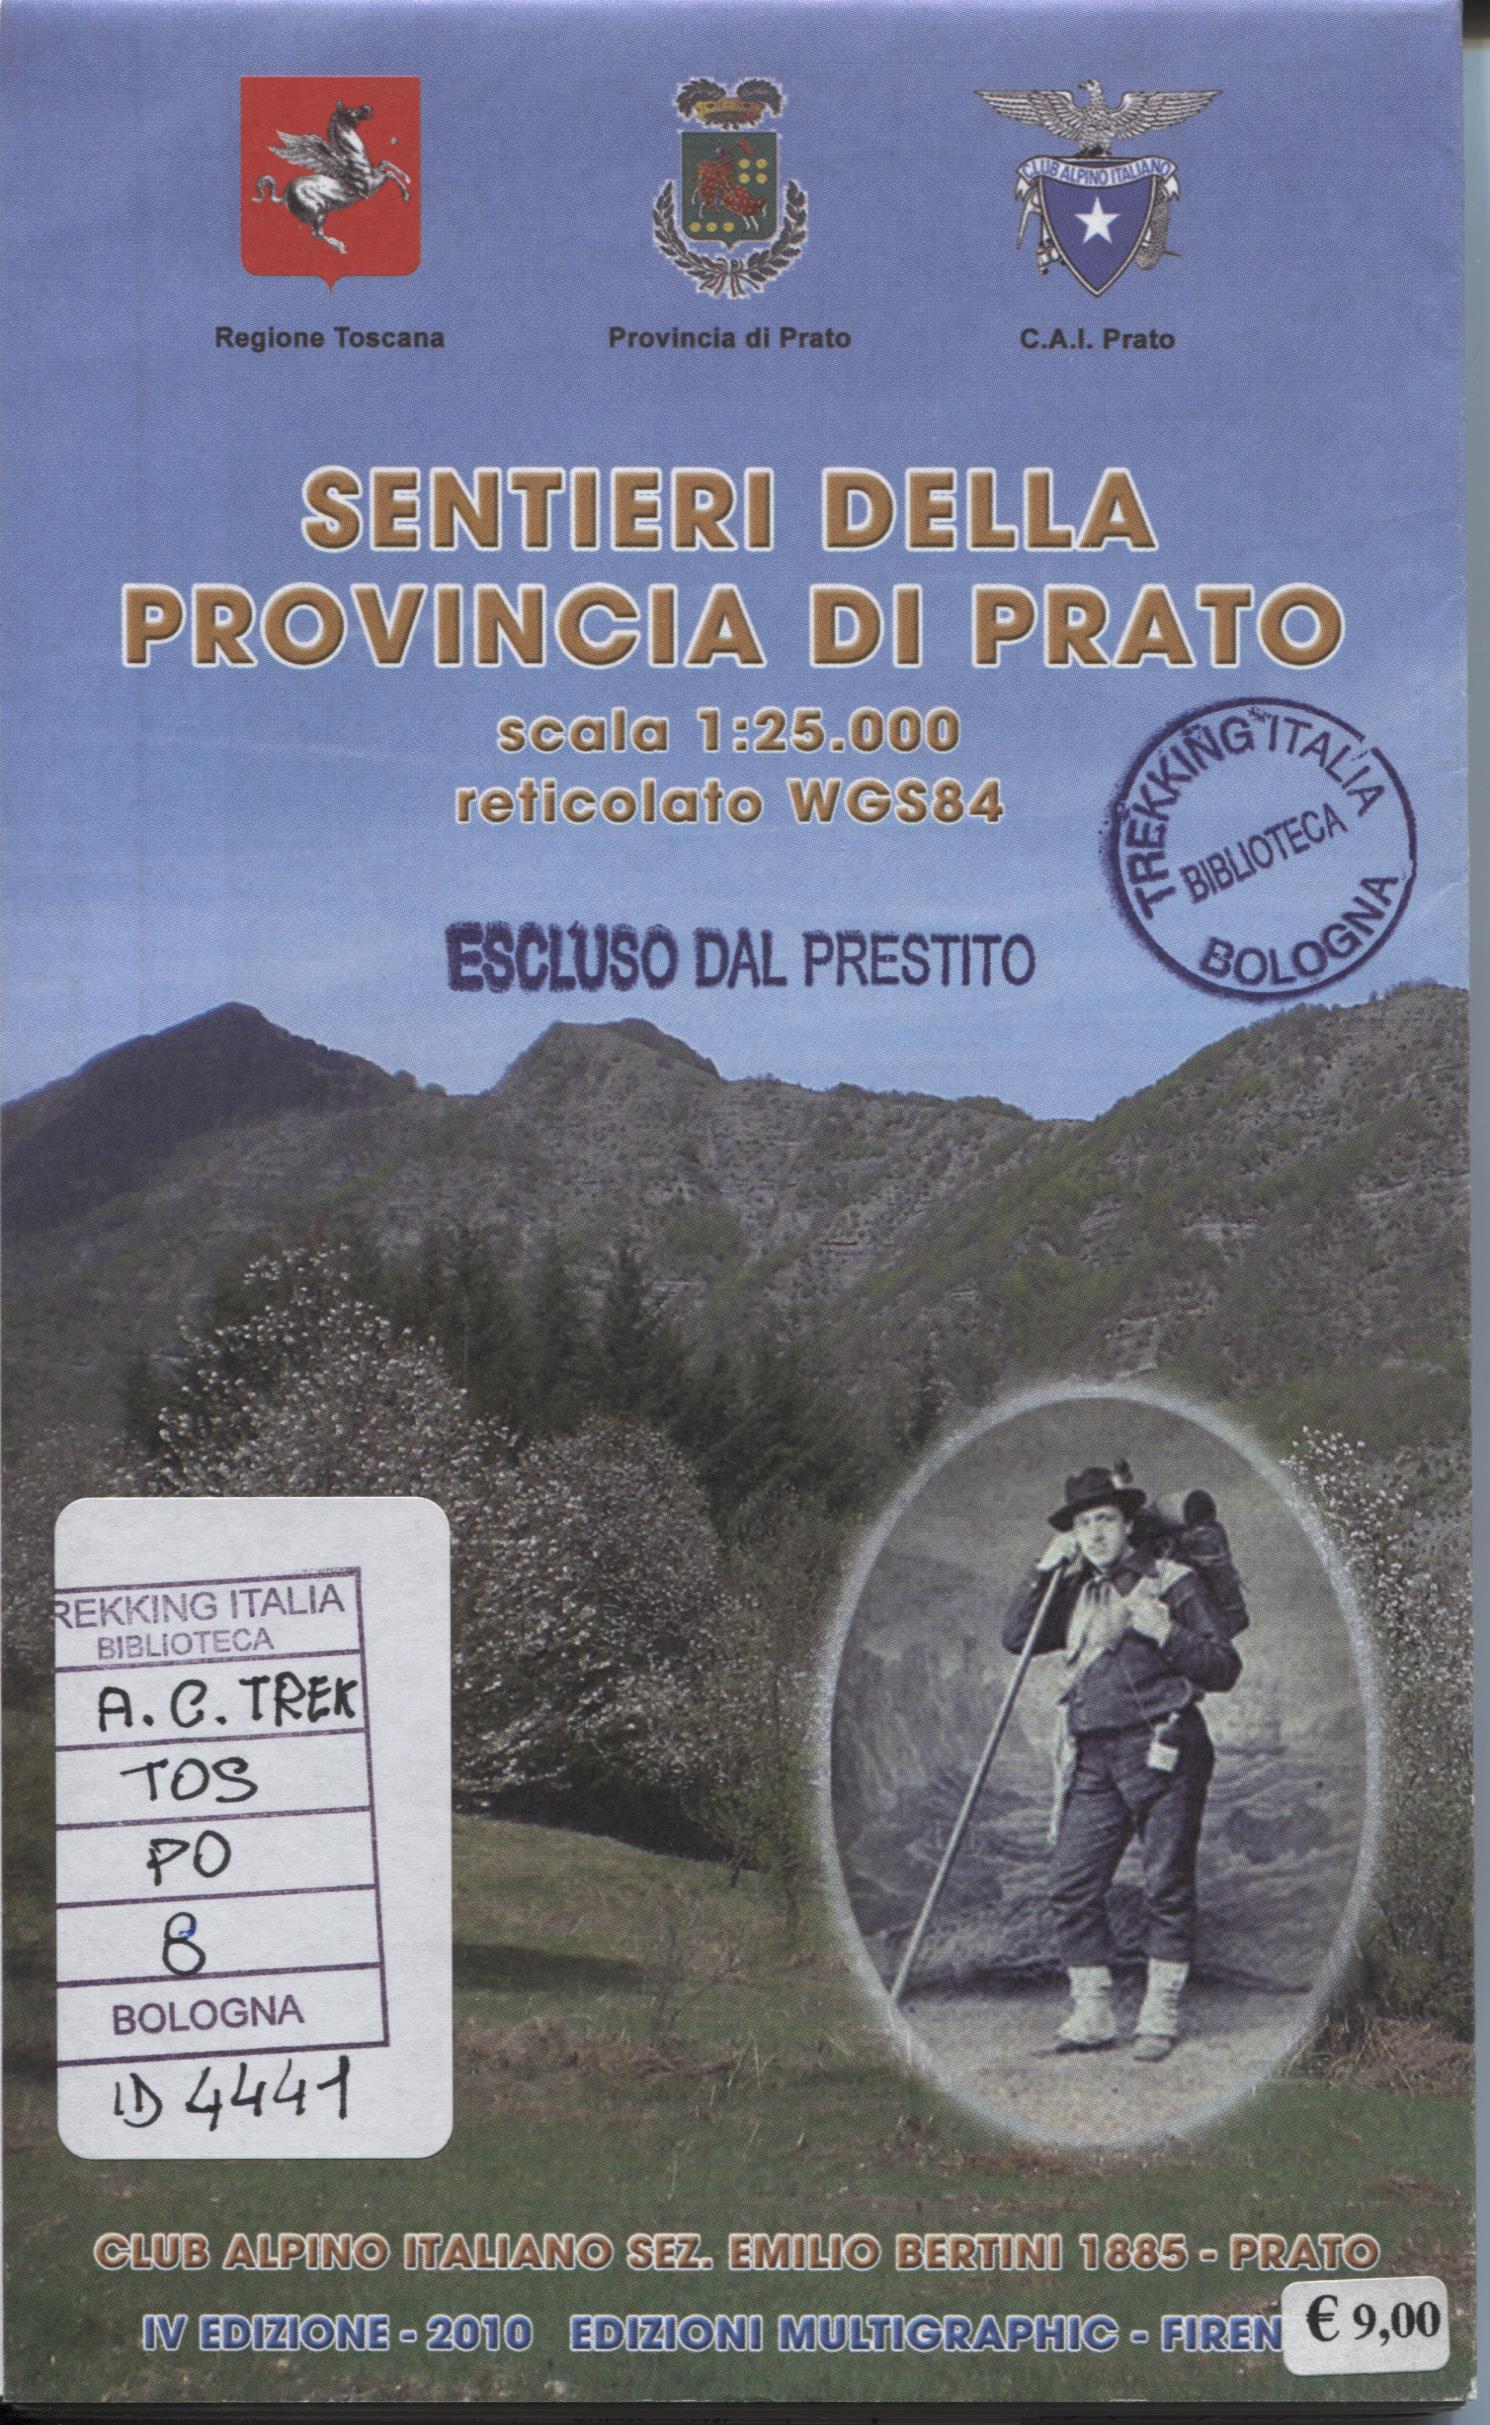 CLUB ALPINO ITALIANO
Regione Toscana
Provincia di Prato
C.A.I. Prato
SENTIERI DELLA
PROVINCIA DI PRATO
scala 1:25.000
reticolato WGS84
TREKKING ITALIA
BIBLIOTECA
BOLOGNA
ESCLUSO DAL PRESTITO
REKKING ITALIA
BIBLIOTECA
A.C. TREK
TOS
PO
8
BOLOGNA
ID 4441
CLUB ALPINO ITALIANO SEZ. EMILIO BERTINI 1885 - PRATO
IV EDIZIONE - 2010 EDIZIONI MULTIGRAPHIC - FIREN
€ 9,00